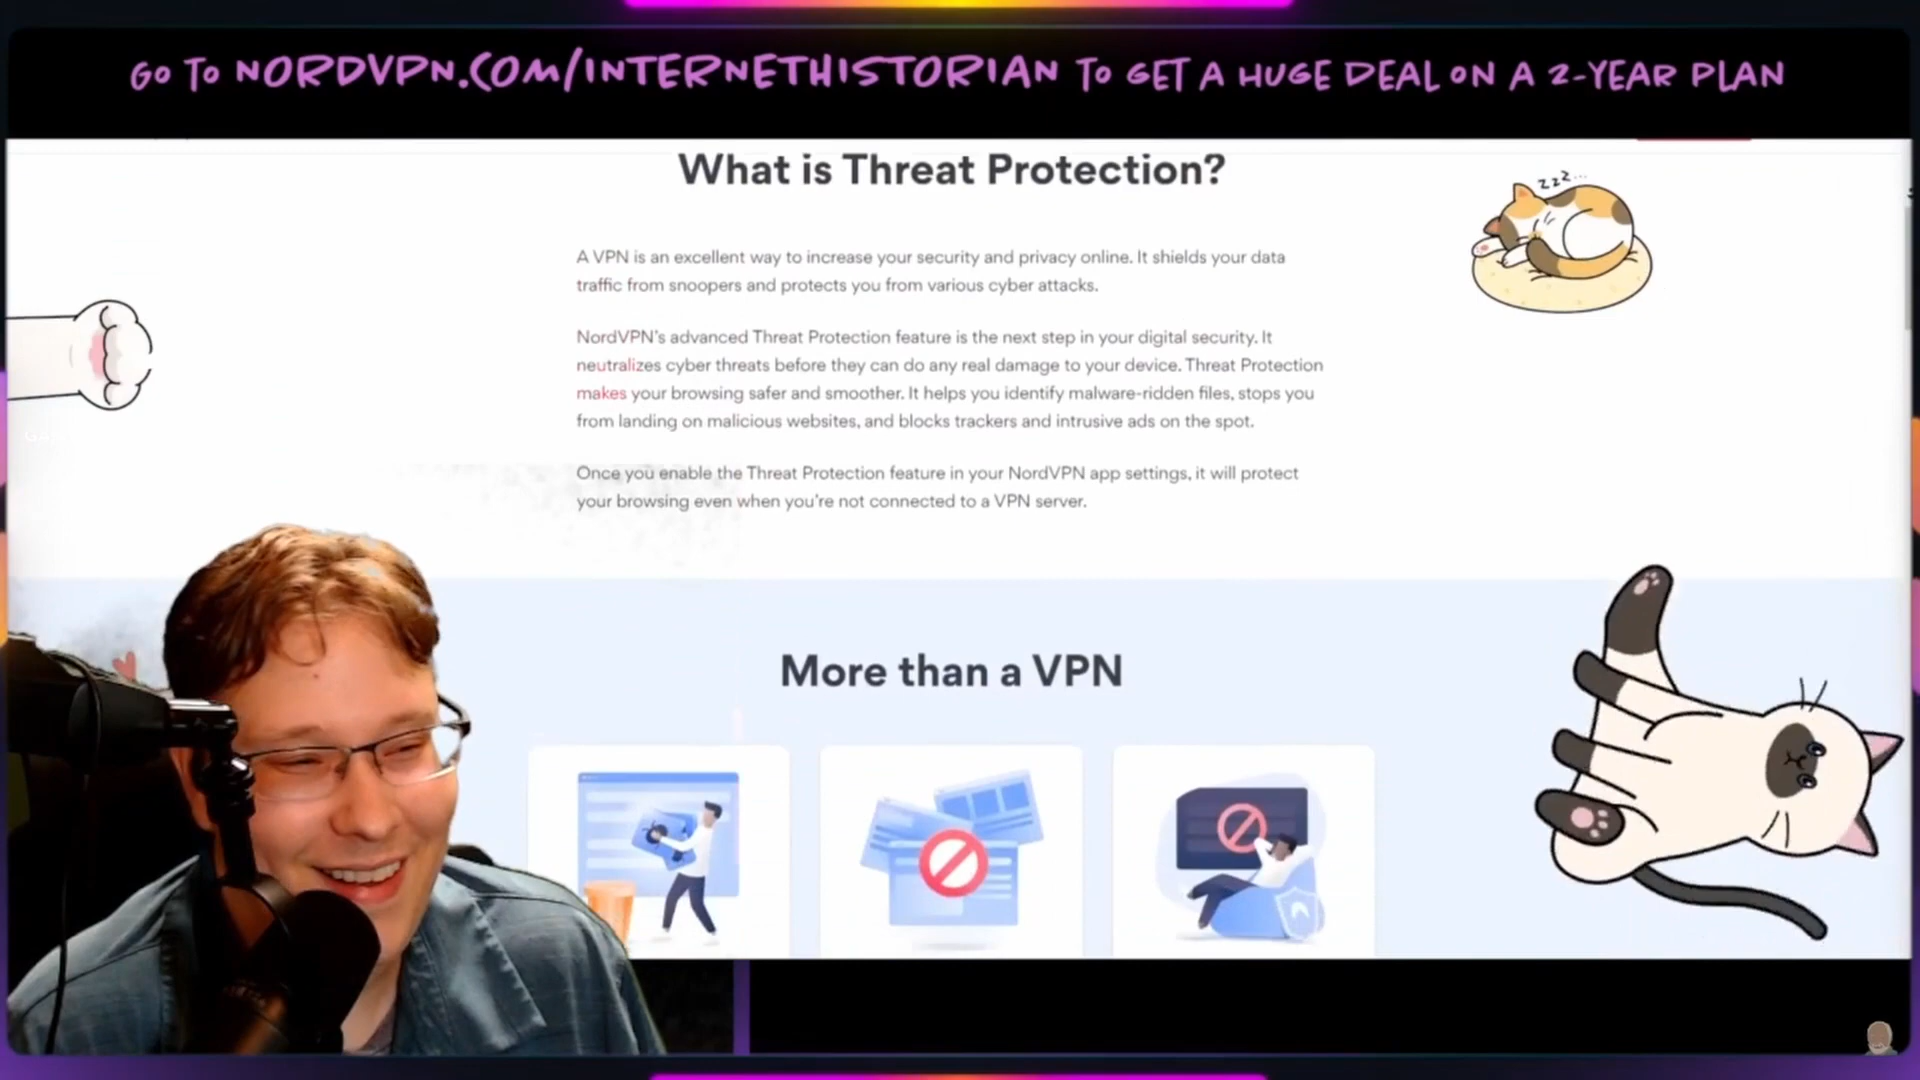 GO TO NORDVPN.COM/INTERNETHISTORIAN TO GET A HUGE DEAL ON A 2-YEAR PLAN
What is Threat Protection?
zzz...
A VPN is an excellent way to increase your security and privacy online. It shields your data
traffic from snoopers and protects you from various cyber attacks.
NordVPN's advanced Threat Protection feature is the next step in your digital security. It
neutralizes cyber threats before they can do any real damage to your device. Threat Protection
makes your browsing safer and smoother. It helps you identify malware-ridden files, stops you
from landing on malicious websites, and blocks trackers and intrusive ads on the spot.
Once you enable the Threat Protection feature in your NordVPN app settings, it will protect
your browsing even when you're not connected to a VPN server.
More than a VPN